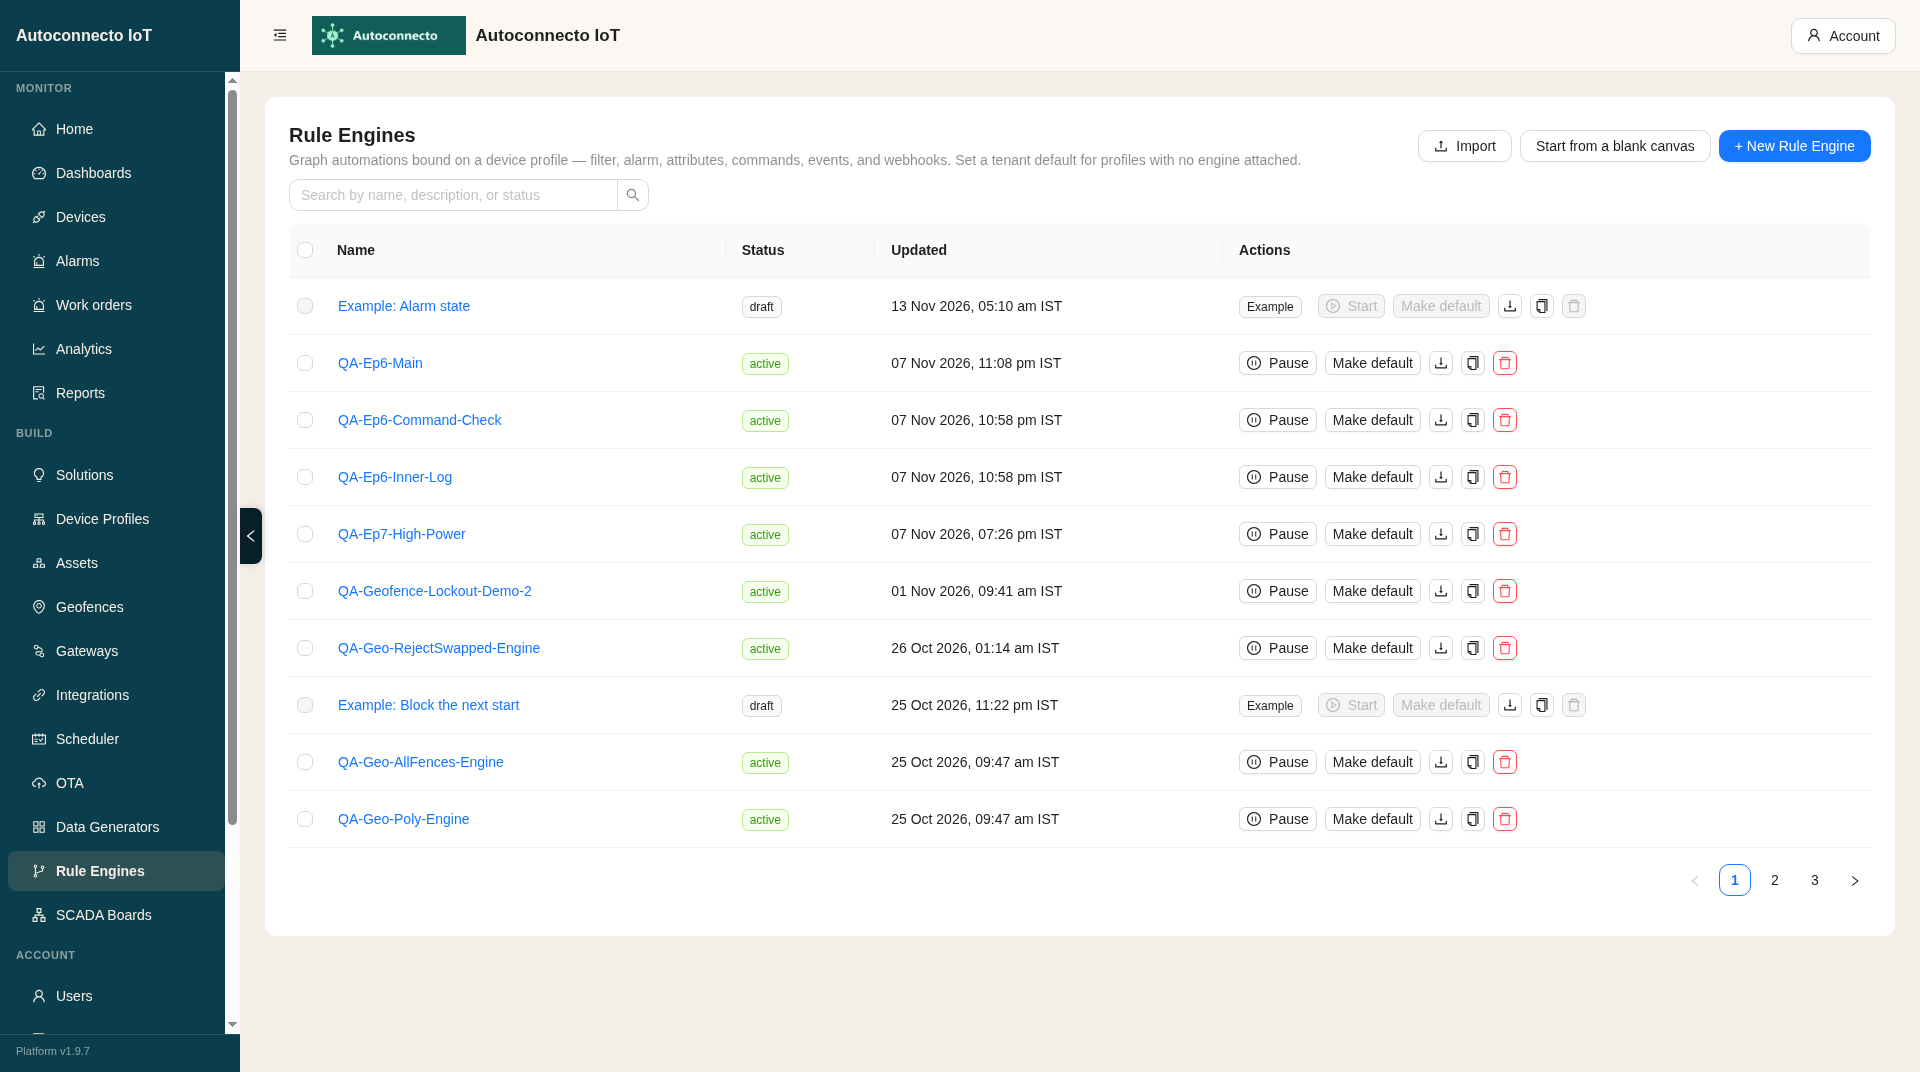 Autoconnecto IoT
Autoconnecto
Autoconnecto IoT
Account
MONITOR
Home
Dashboards
Devices
Alarms
Work orders
Analytics
Reports
BUILD
Solutions
Device Profiles
Assets
Geofences
Gateways
Integrations
Scheduler
OTA
Data Generators
Rule Engines
SCADA Boards
ACCOUNT
Users
Platform v1.9.7
Rule Engines
Graph automations bound on a device profile — filter, alarm, attributes, commands, events, and webhooks. Set a tenant default for profiles with no engine attached.
Import
Start from a blank canvas
+ New Rule Engine
Search by name, description, or status
Name Status Updated Actions
Example: Alarm state draft 13 Nov 2026, 05:10 am IST Example Start Make default
QA-Ep6-Main active 07 Nov 2026, 11:08 pm IST Pause Make default
QA-Ep6-Command-Check active 07 Nov 2026, 10:58 pm IST Pause Make default
QA-Ep6-Inner-Log active 07 Nov 2026, 10:58 pm IST Pause Make default
QA-Ep7-High-Power active 07 Nov 2026, 07:26 pm IST Pause Make default
QA-Geofence-Lockout-Demo-2 active 01 Nov 2026, 09:41 am IST Pause Make default
QA-Geo-RejectSwapped-Engine active 26 Oct 2026, 01:14 am IST Pause Make default
Example: Block the next start draft 25 Oct 2026, 11:22 pm IST Example Start Make default
QA-Geo-AllFences-Engine active 25 Oct 2026, 09:47 am IST Pause Make default
QA-Geo-Poly-Engine active 25 Oct 2026, 09:47 am IST Pause Make default
1 2 3